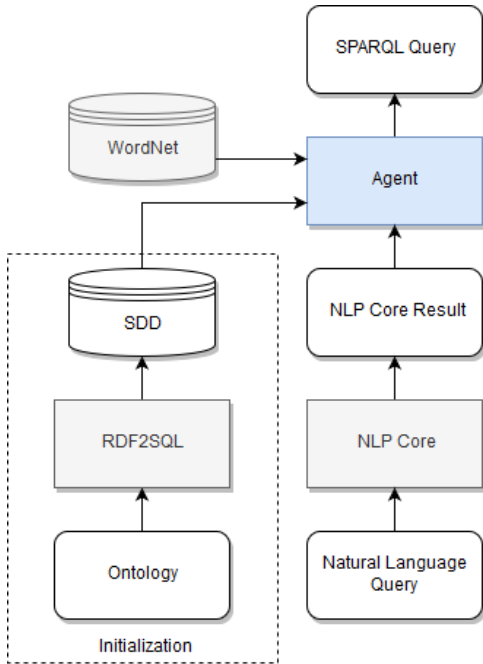 SPARQL Query
WordNet
Agent
SDD
NLP Core Result
RDF2SQL
NLP Core
Ontology
Natural Language
Query
Initialization